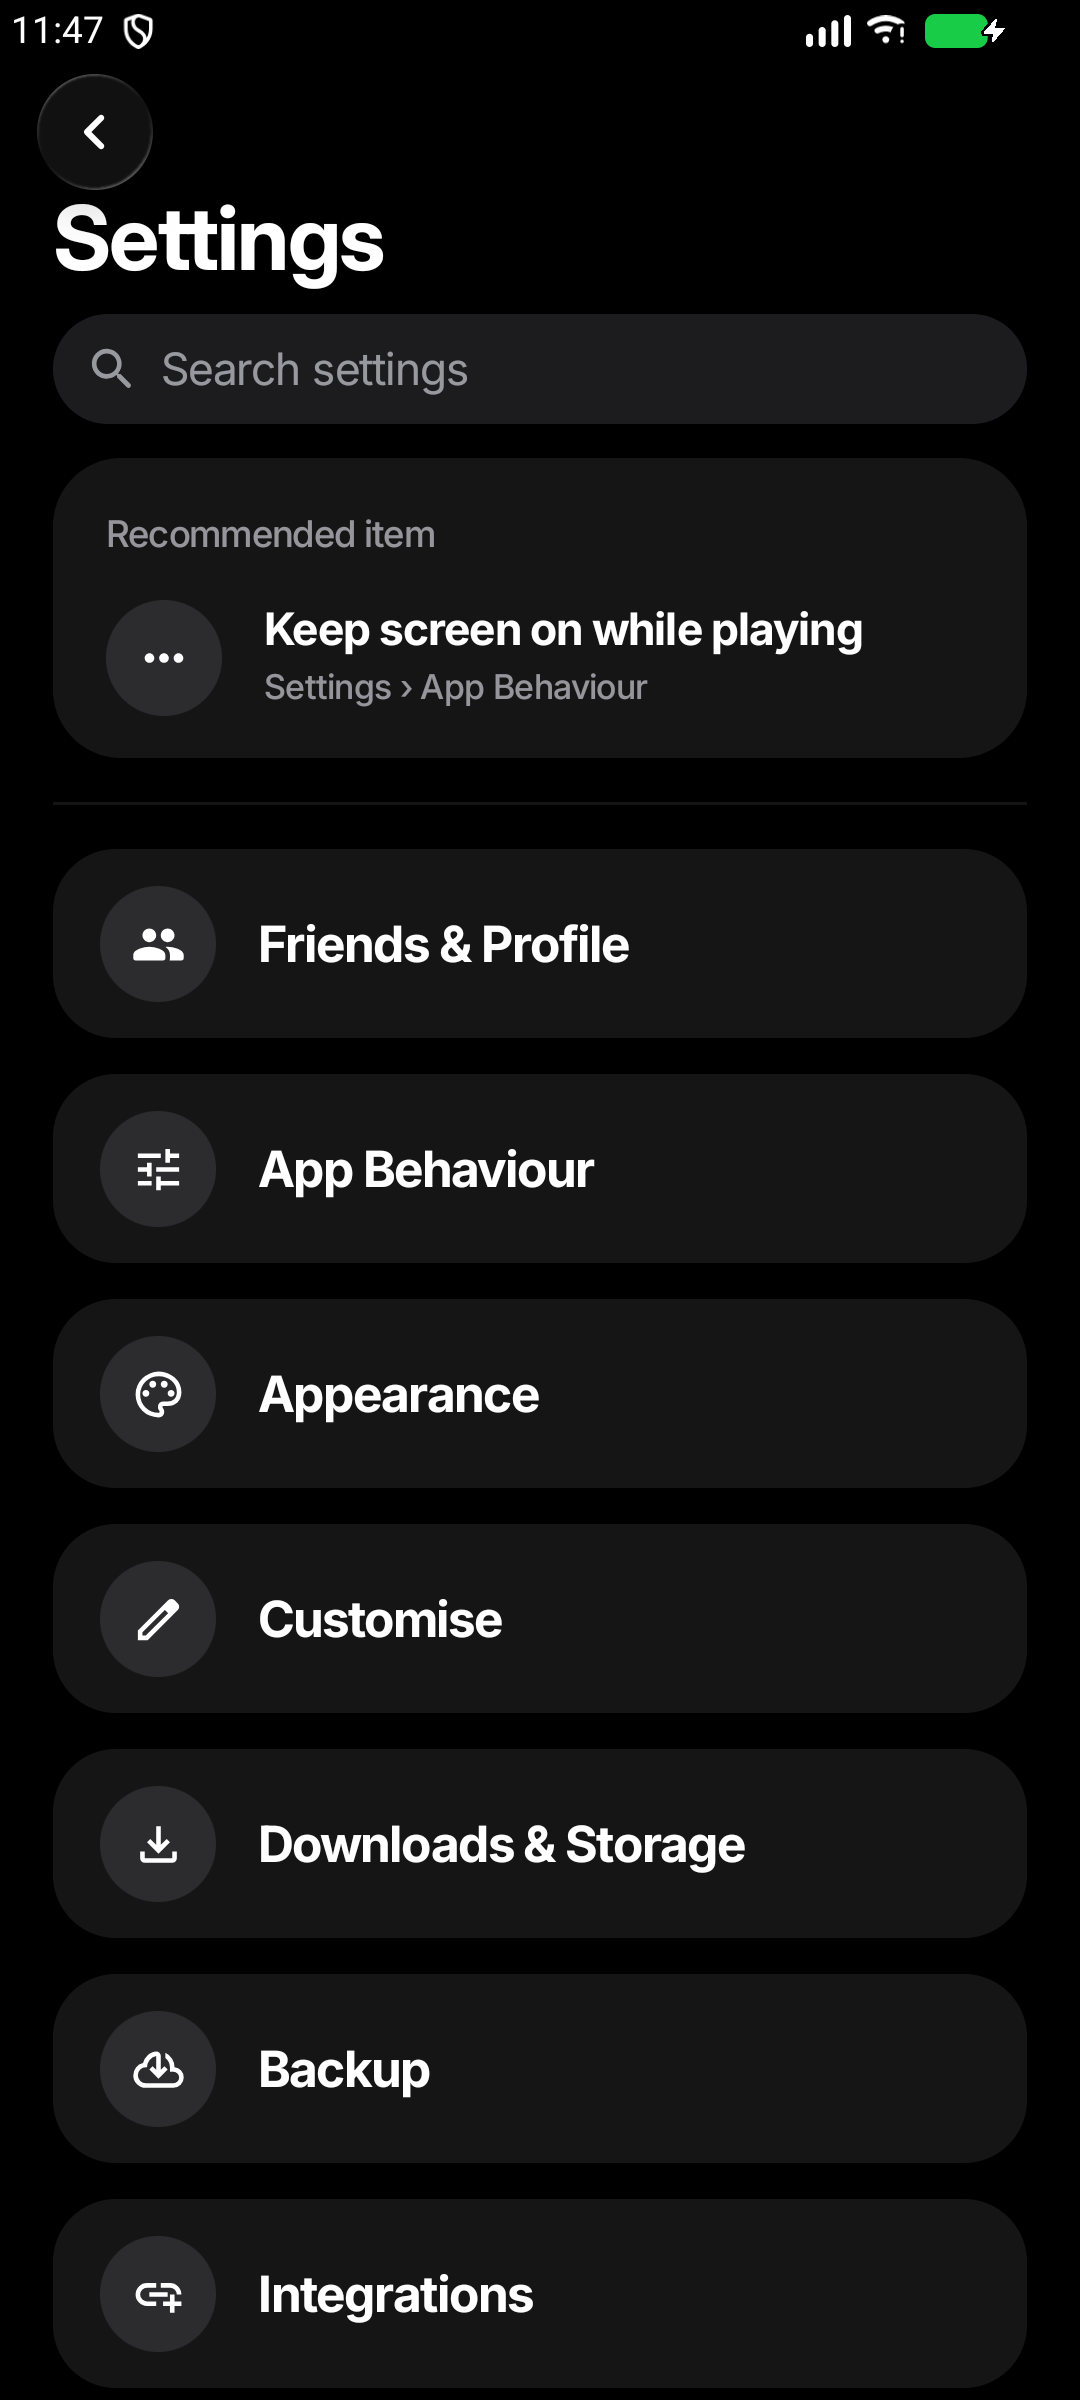 11:47
Settings
Search settings
Recommended item
Keep screen on while playing
Settings › App Behaviour
Friends & Profile
App Behaviour
Appearance
Customise
Downloads & Storage
Backup
Integrations